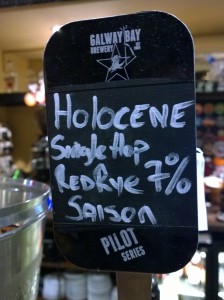 GALWAY BAY
BREWERY
HOLOCENE
Single Hop
RED RYE 7%
SAISON
PILOT
SERIES